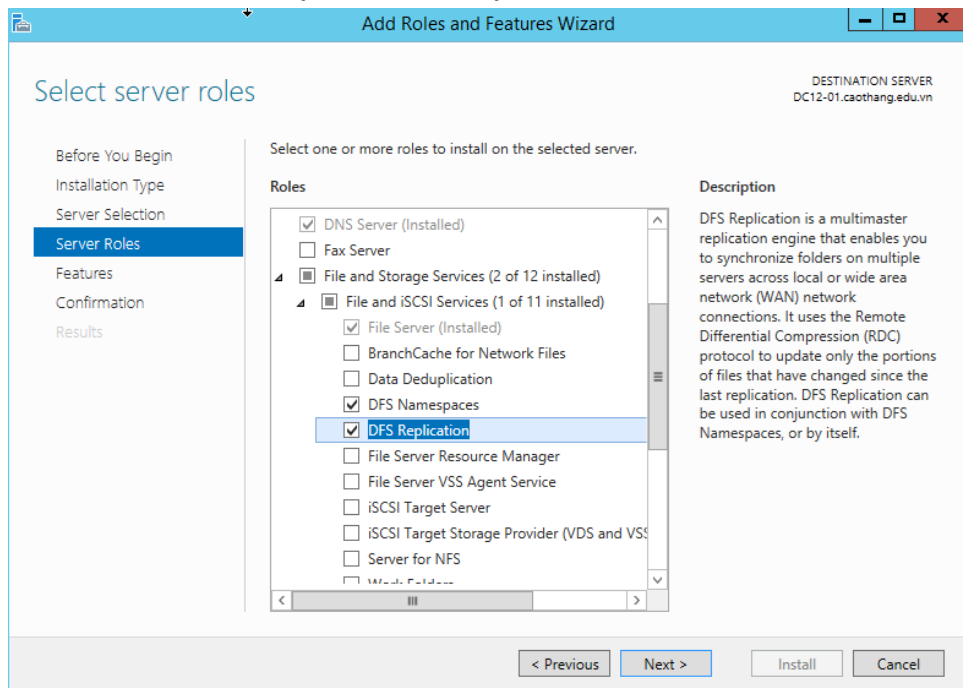 Add Roles and Features Wizard
Select server roles
DESTINATION SERVER
DC12-01.caothang.edu.vn
Before You Begin
Installation Type
Server Selection
Server Roles
Features
Confirmation
Results
Select one or more roles to install on the selected server.
Roles
DNS Server (Installed)
Fax Server
File and Storage Services (2 of 12 installed)
File and iSCSI Services (1 of 11 installed)
File Server (Installed)
BranchCache for Network Files
Data Deduplication
DFS Namespaces
DFS Replication
File Server Resource Manager
File Server VSS Agent Service
iSCSI Target Server
iSCSI Target Storage Provider (VDS and VSS
Server for NFS
Work Folders
Description
DFS Replication is a multimaster
replication engine that enables you
to synchronize folders on multiple
servers across local or wide area
network (WAN) network
connections. It uses the Remote
Differential Compression (RDC)
protocol to update only the portions
of files that have changed since the
last replication. DFS Replication can
be used in conjunction with DFS
Namespaces, or by itself.
< Previous
Next >
Install
Cancel